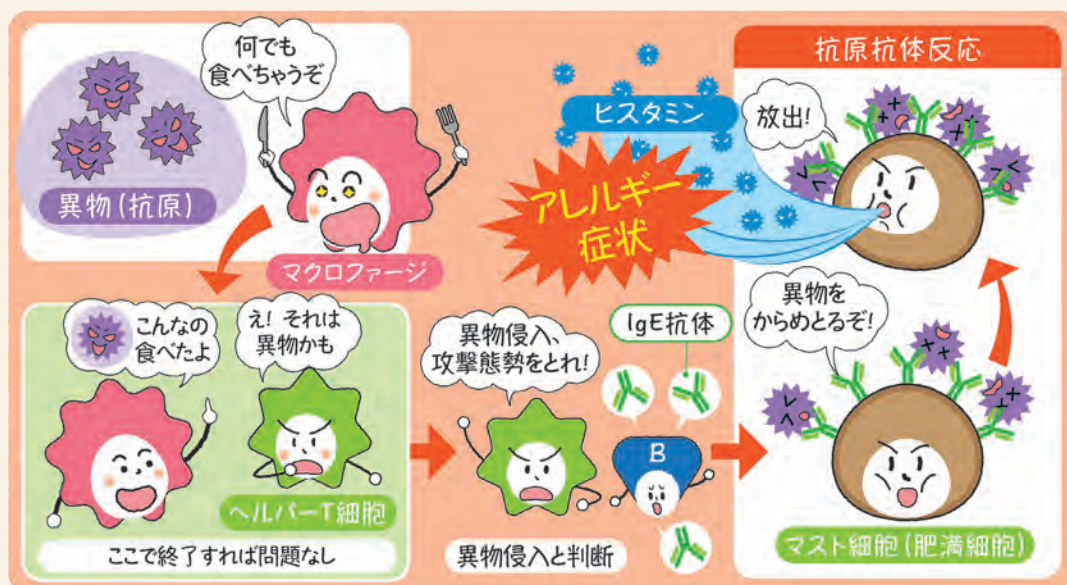 異物(抗原)
何でも
食べちゃうぞ
マクロファージ
こんなの
食べたよ
え! それは
異物かも
ヘルパーT細胞
ここで終了すれば問題なし
異物侵入、
攻撃態勢をとれ!
IgE抗体
B
異物侵入と判断
抗原抗体反応
異物を
からめとるぞ!
マスト細胞(肥満細胞)
放出!
ヒスタミン
アレルギー
症状